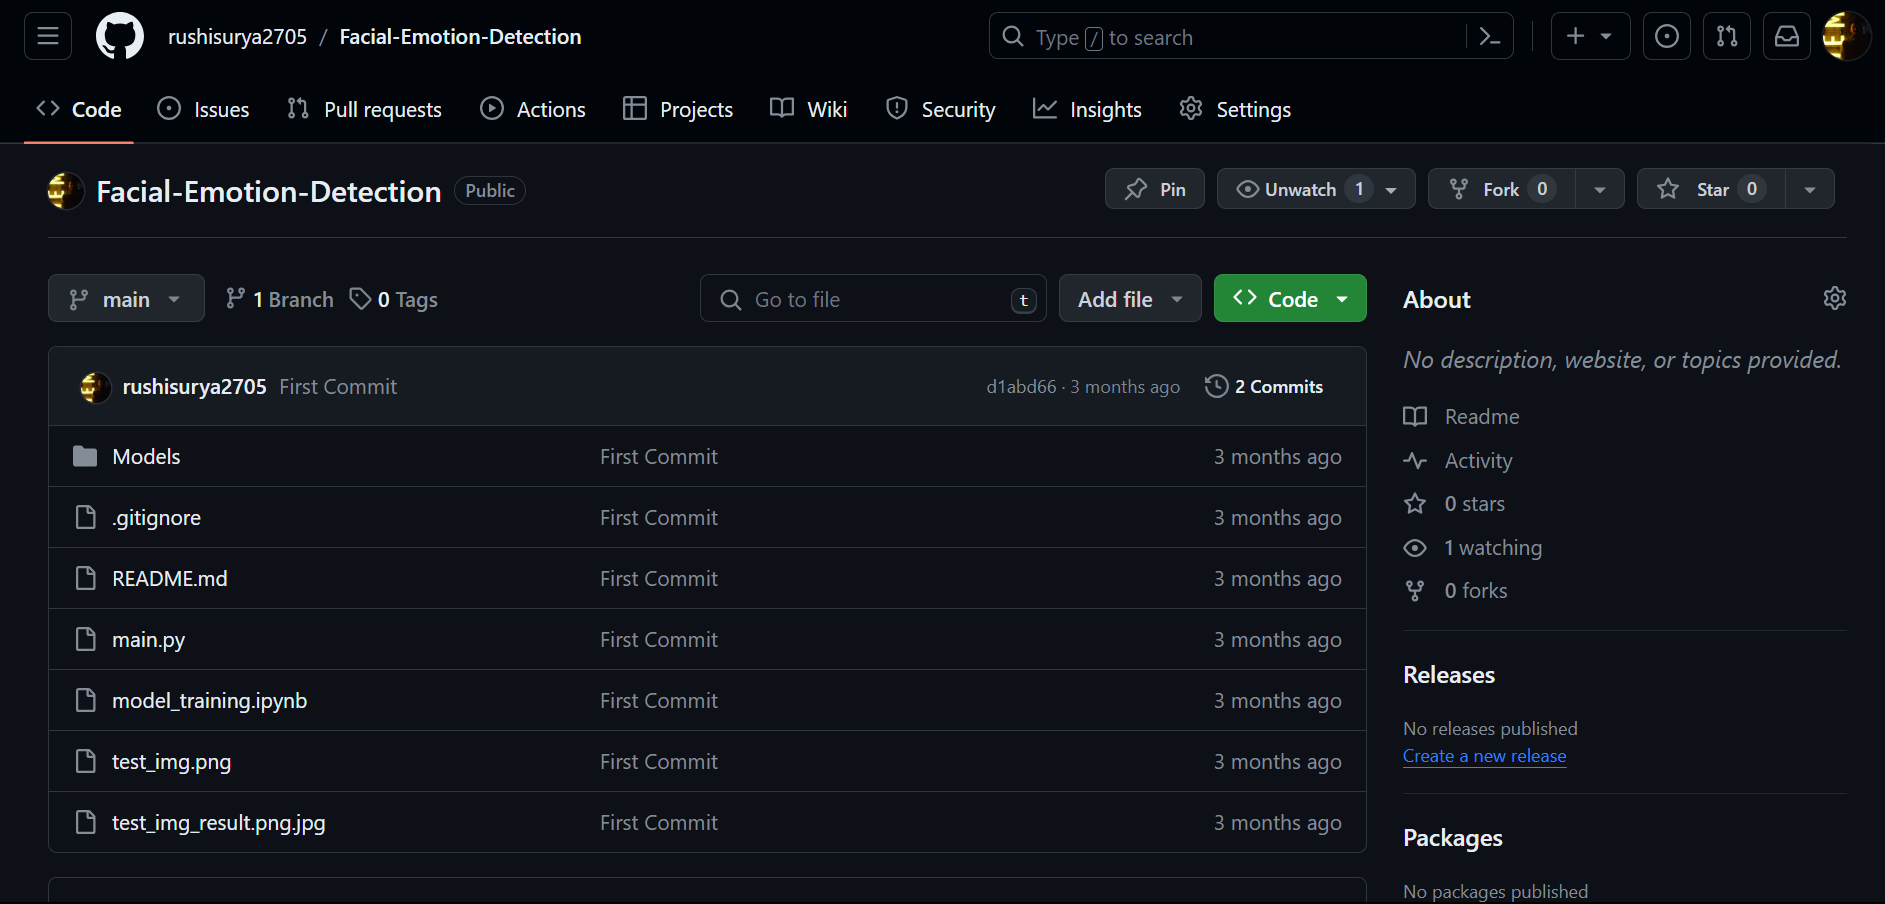 rushisurya2705 / Facial-Emotion-Detection
Type / to search
Code Issues Pull requests Actions Projects Wiki Security Insights Settings
Facial-Emotion-Detection Public
Pin Unwatch 1 Fork 0 Star 0
main 1 Branch 0 Tags
Go to file t Add file Code
rushisurya2705 First Commit d1abd66 · 3 months ago 2 Commits
Models First Commit 3 months ago
.gitignore First Commit 3 months ago
README.md First Commit 3 months ago
main.py First Commit 3 months ago
model_training.ipynb First Commit 3 months ago
test_img.png First Commit 3 months ago
test_img_result.png.jpg First Commit 3 months ago
About
No description, website, or topics provided.
Readme
Activity
0 stars
1 watching
0 forks
Releases
No releases published
Create a new release
Packages
No packages published